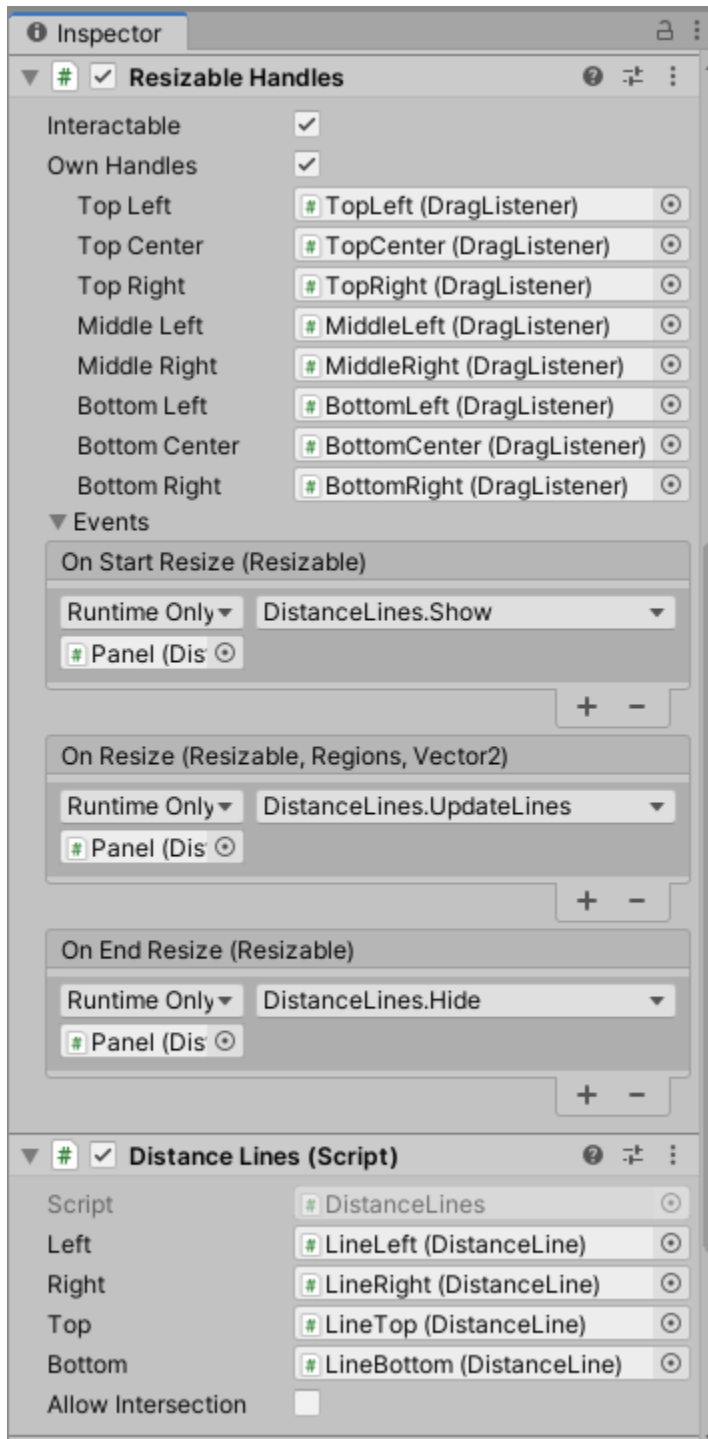 Inspector
# Resizable Handles
Interactable
Own Handles
Top Left # TopLeft (DragListener)
Top Center # TopCenter (DragListener)
Top Right # TopRight (DragListener)
Middle Left # MiddleLeft (DragListener)
Middle Right # MiddleRight (DragListener)
Bottom Left # BottomLeft (DragListener)
Bottom Center # BottomCenter (DragListener)
Bottom Right # BottomRight (DragListener)
Events
On Start Resize (Resizable)
Runtime Only DistanceLines.Show
# Panel (Dis
+ −
On Resize (Resizable, Regions, Vector2)
Runtime Only DistanceLines.UpdateLines
# Panel (Dis
+ −
On End Resize (Resizable)
Runtime Only DistanceLines.Hide
# Panel (Dis
+ −
# Distance Lines (Script)
Script # DistanceLines
Left # LineLeft (DistanceLine)
Right # LineRight (DistanceLine)
Top # LineTop (DistanceLine)
Bottom # LineBottom (DistanceLine)
Allow Intersection